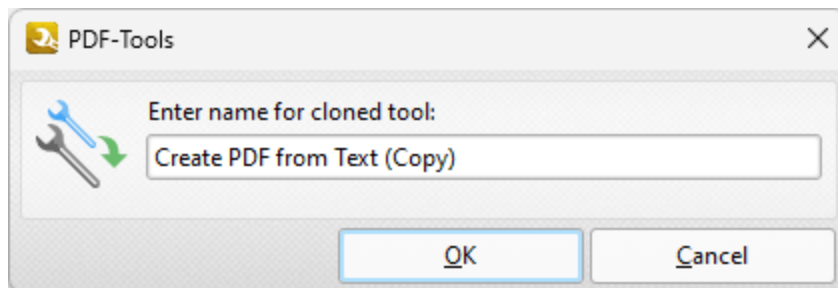 PDF-Tools
Enter name for cloned tool:
Create PDF from Text (Copy)
OK
Cancel